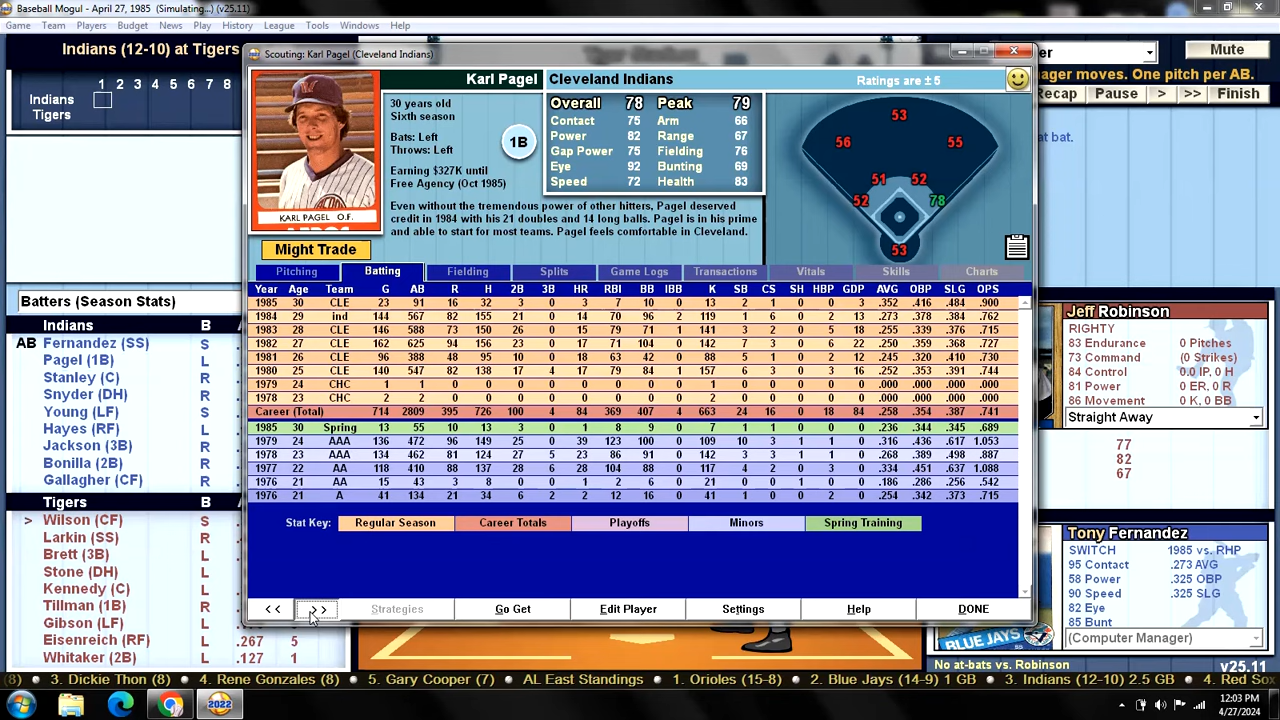 Baseball Mogul - April 27, 1985 (Simulating...) (v25.11)
Game Team Players Budget News Play History League Tools Windows Help
Indians (12-10) at Tigers
1 2 3 4 5 6 7 8
Indians
Tigers
Mute
One pitch per AB.
Recap Pause > >> Finish
at bat.
Scouting: Karl Pagel (Cleveland Indians)
Karl Pagel
Cleveland Indians
Ratings are ± 5
30 years old
Sixth season
Bats: Left
Throws: Left
Earning $327K until
Free Agency (Oct 1985)
1B
Overall 78 Peak 79
Contact 75 Arm 66
Power 82 Range 67
Gap Power 75 Fielding 76
Eye 92 Bunting 69
Speed 72 Health 83
53
56 55
51 52
52 78
53
KARL PAGEL O.F.
Even without the tremendous power of other hitters, Pagel deserved
credit in 1984 with his 21 doubles and 14 long balls. Pagel is in his prime
and able to start for most teams. Pagel feels comfortable in Cleveland.
Might Trade
Pitching Batting Fielding Splits Game Logs Transactions Vitals Skills Charts
Year Age Team G AB R H 2B 3B HR RBI BB IBB K SB CS SH HBP GDP AVG OBP SLG OPS
1985 30 CLE 23 91 16 32 3 0 3 7 10 0 13 2 1 0 0 3 .352 .416 .484 .900
1984 29 ind 144 567 82 155 21 0 14 70 96 2 119 1 6 0 2 13 .273 .378 .384 .762
1983 28 CLE 146 588 73 150 26 0 15 79 71 1 141 3 2 0 5 18 .255 .339 .376 .715
1982 27 CLE 162 625 94 156 23 0 17 71 104 0 142 7 3 0 6 22 .250 .359 .368 .727
1981 26 CLE 96 388 48 95 10 0 18 63 42 0 88 5 1 0 2 12 .245 .320 .410 .730
1980 25 CLE 140 547 82 138 17 4 17 79 84 1 157 6 3 0 3 16 .252 .353 .391 .744
1979 24 CHC 1 1 0 0 0 0 0 0 0 0 1 0 0 0 0 0 .000 .000 .000 .000
1978 23 CHC 2 2 0 0 0 0 0 0 0 0 2 0 0 0 0 0 .000 .000 .000 .000
Career (Total) 714 2809 395 726 100 4 84 369 407 4 663 24 16 0 18 84 .258 .354 .387 .741
1985 30 Spring 13 55 10 13 3 0 1 8 9 0 7 1 1 0 0 1 .236 .344 .345 .689
1979 24 AAA 136 472 96 149 25 0 39 123 100 0 109 10 3 1 1 3 .316 .436 .617 1.053
1978 23 AAA 134 462 81 124 27 5 23 86 91 0 142 3 3 1 1 0 .268 .389 .498 .887
1977 22 AA 118 410 88 137 28 6 28 104 88 0 117 4 2 0 3 0 .334 .451 .637 1.088
1976 21 AA 15 43 3 8 0 0 1 2 6 0 21 0 0 1 0 0 .186 .286 .256 .542
1976 21 A 41 134 21 34 6 2 2 12 16 0 41 1 0 0 2 0 .254 .342 .373 .715
Stat Key: Regular Season Career Totals Playoffs Minors Spring Training
<< >> Strategies Go Get Edit Player Settings Help DONE
Batters (Season Stats)
Indians B
AB Fernandez (SS) S
Pagel (1B) L
Stanley (C) R
Snyder (DH) R
Young (LF) S
Hayes (RF) R
Jackson (3B) R
Bonilla (2B) R
Gallagher (CF) R
Tigers B
> Wilson (CF) S
Larkin (SS) R
Brett (3B) L
Stone (DH) L
Kennedy (C) L
Tillman (1B) L
Gibson (LF) L
Eisenreich (RF) L .267 5
Whitaker (2B) L .127 1
Jeff Robinson
RIGHTY
83 Endurance 0 Pitches
73 Command (0 Strikes)
84 Control 0.0 IP, 0 H
81 Power 0 ER, 0 R
86 Movement 0 K, 0 BB
Straight Away
77
82
67
Tony Fernandez
SWITCH 1985 vs. RHP
95 Contact .273 AVG
58 Power .325 OBP
90 Speed .325 SLG
82 Eye
85 Bunt
(Computer Manager)
BLUE JAYS
No at-bats vs. Robinson
v25.11
(8) 3. Dickie Thon (8) 4. Rene Gonzales (8) 5. Gary Cooper (7) AL East Standings 1. Orioles (15-8) 2. Blue Jays (14-9) 1 GB 3. Indians (12-10) 2.5 GB 4. Red Sox
2022
12:03 PM
4/27/2024